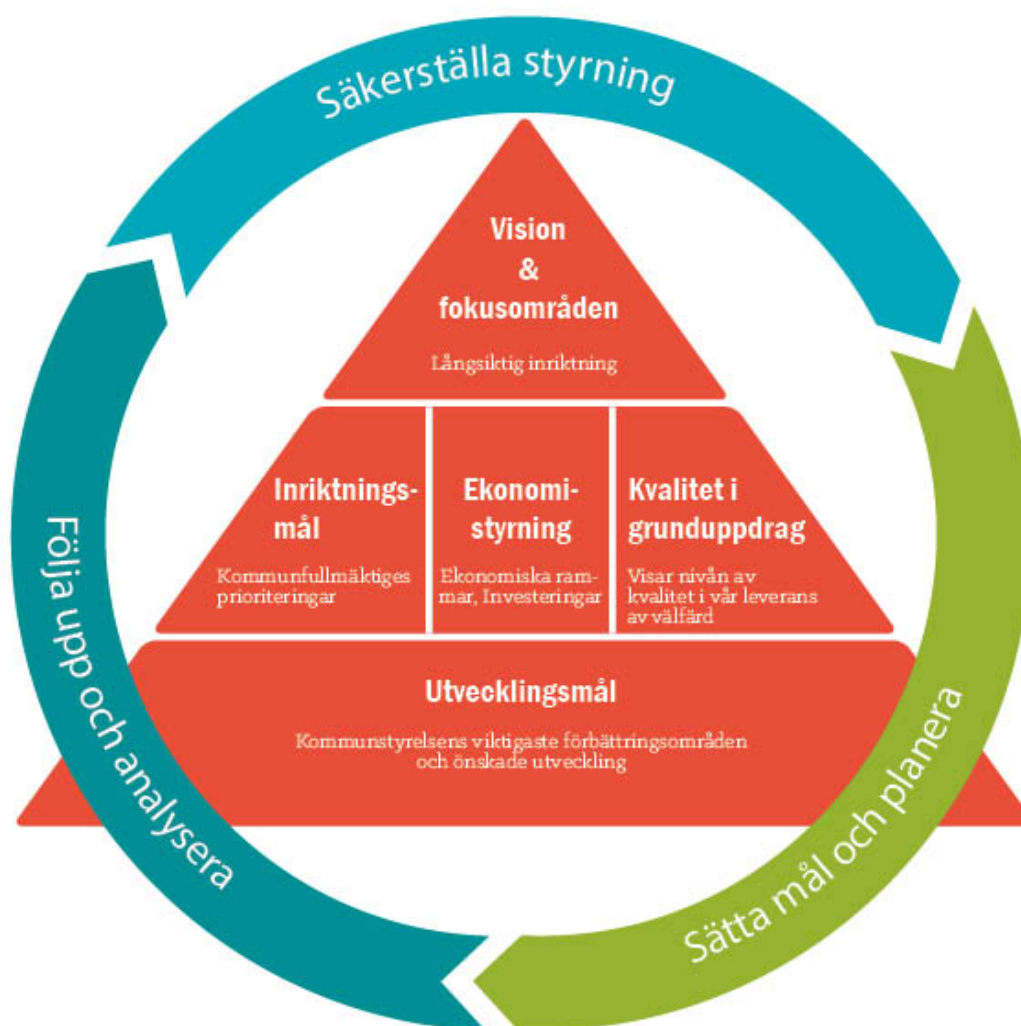 Säkerställa styrning
Vision
&
fokusområden
Långsiktig inriktning
Inriktnings-
mål
Kommunfullmäktiges
prioriteringar
Ekonomi-
styrning
Ekonomiska ram-
mar, Investeringar
Kvalitet i
grunduppdrag
Visar nivån av
kvalitet i vår leverans
av välfärd
Utvecklingsmål
Kommunstyrelsens viktigaste förbättringsområden
och önskade utveckling
Sätta mål och planera
Följa upp och analysera